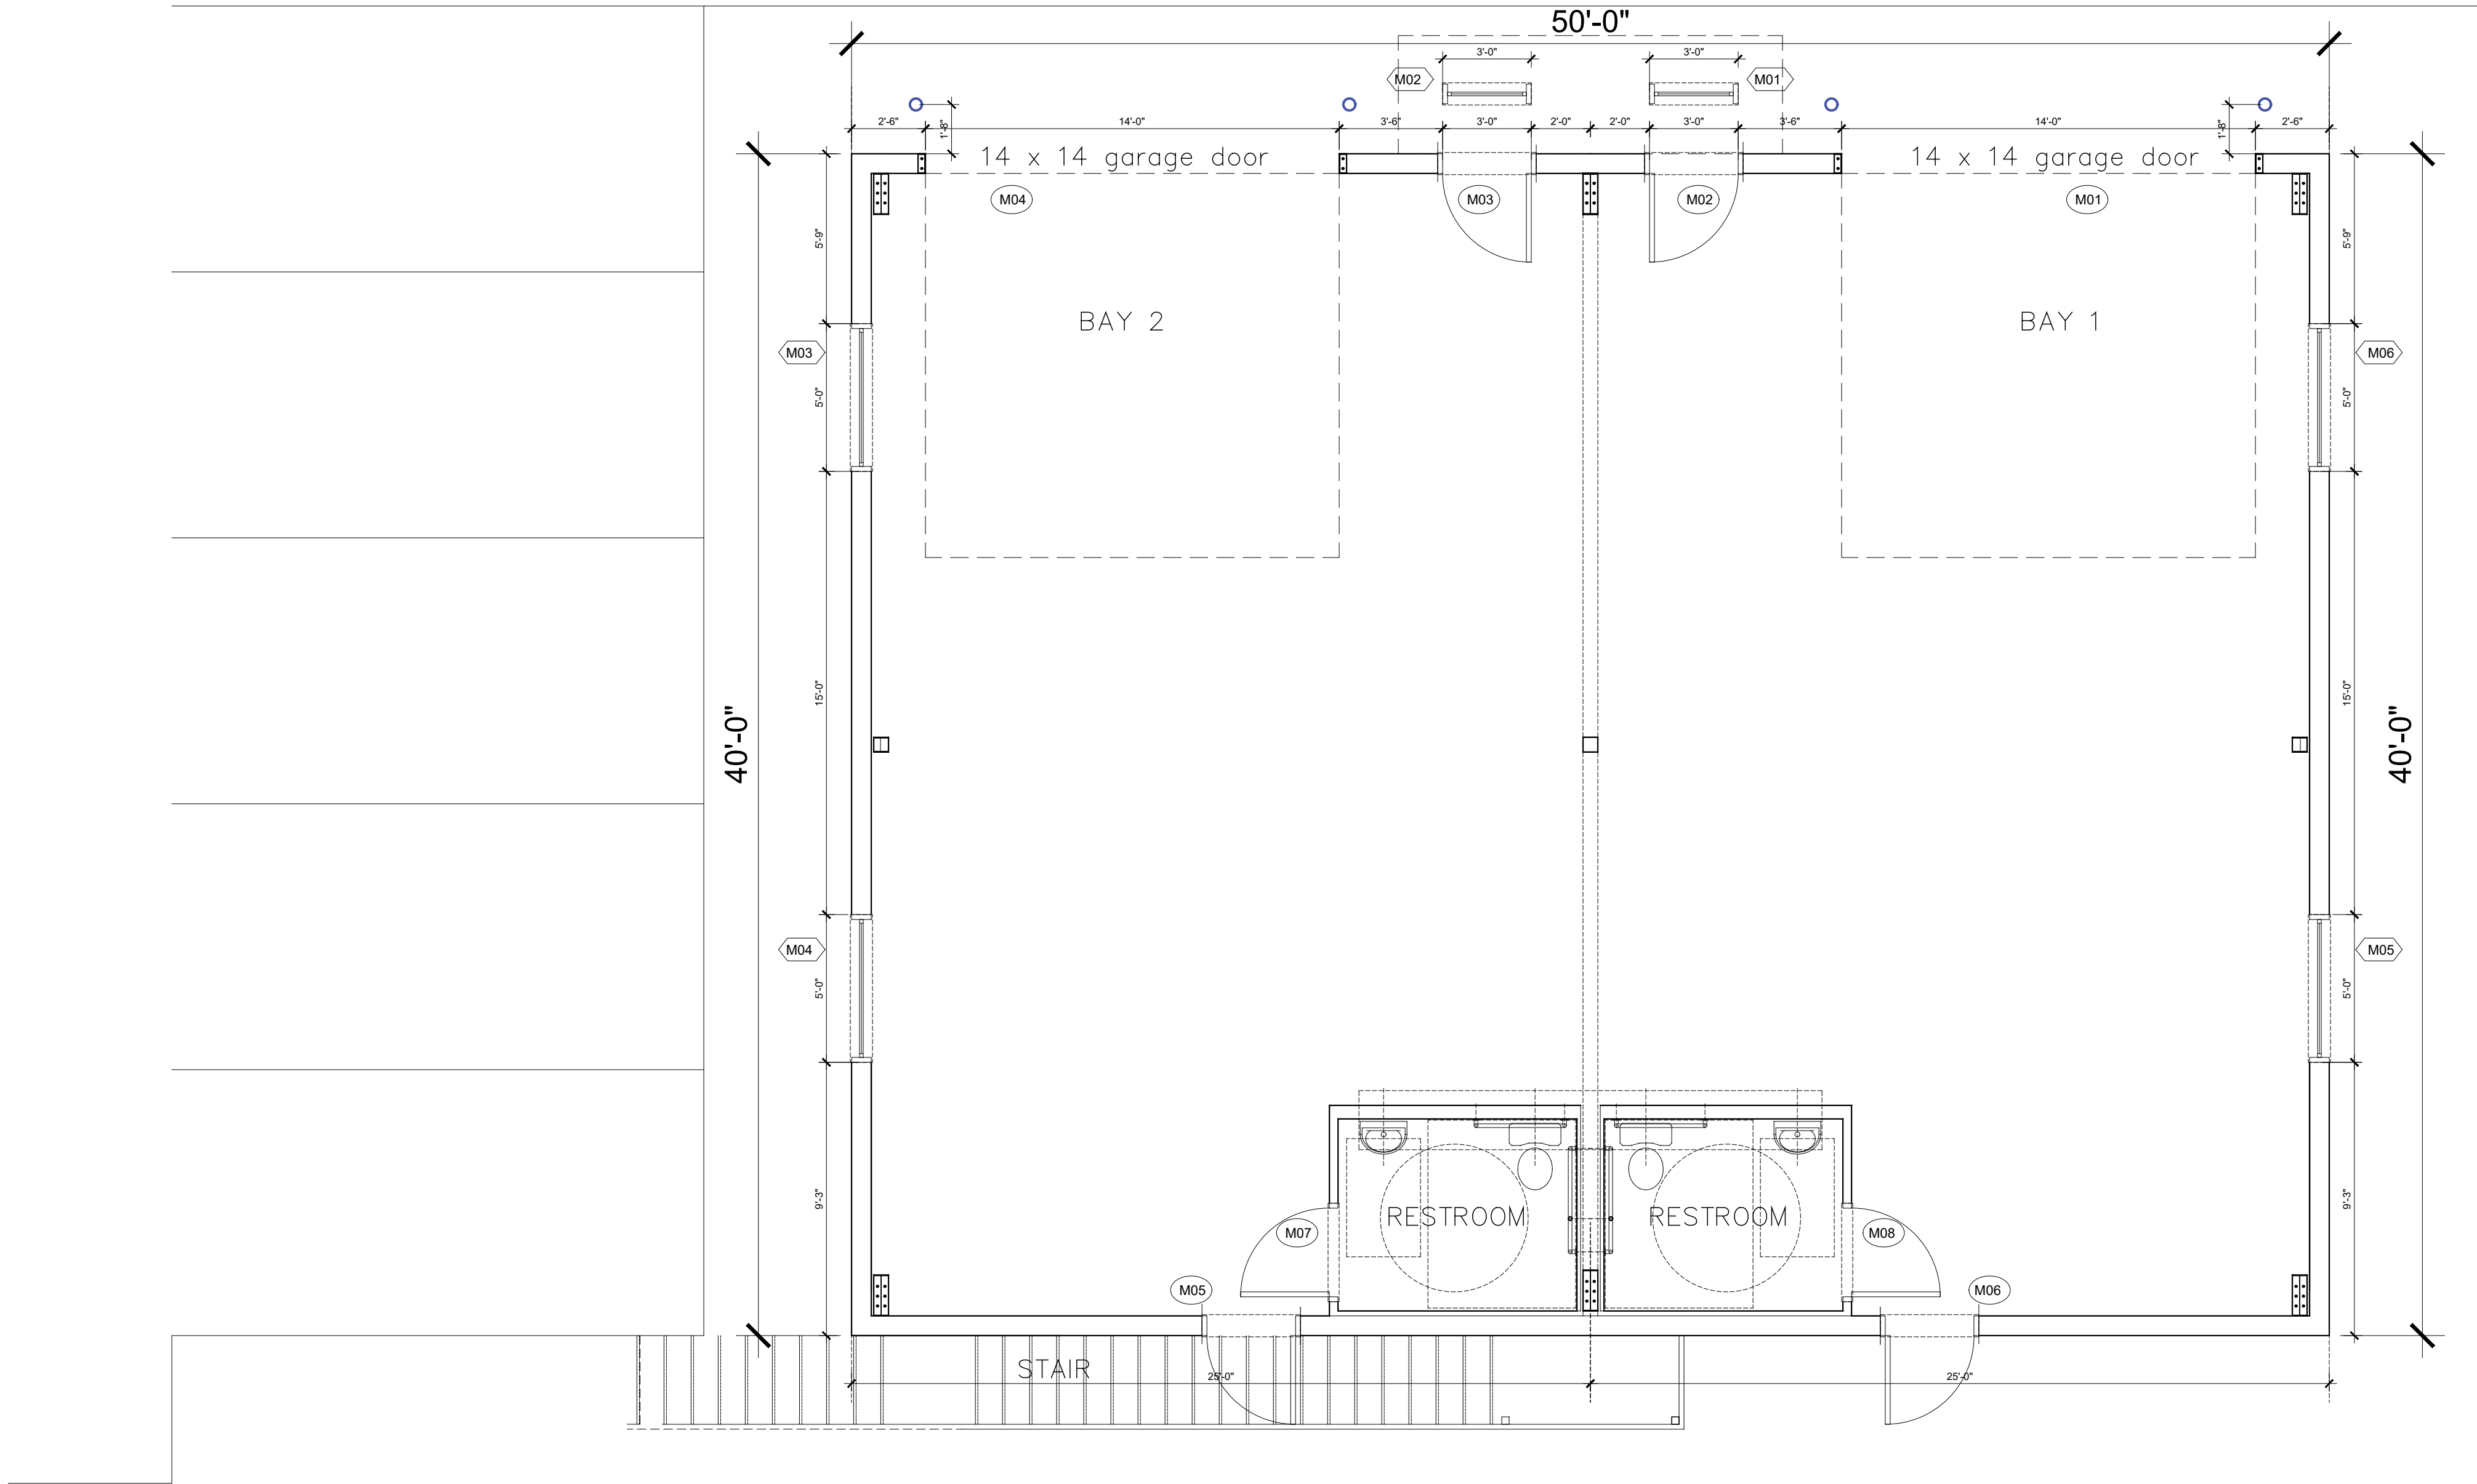 50'-0"
3'-0"
3'-0"
M02
M01
2'-6"
1'-8"
14'-0"
3'-6"
3'-0"
2'-0"
2'-0"
3'-0"
3'-6"
14'-0"
1'-8"
2'-6"
14 x 14 garage door
14 x 14 garage door
M04
M03
M02
M01
5'-9"
5'-9"
BAY 2
BAY 1
M03
M06
5'-0"
5'-0"
15'-0"
15'-0"
40'-0"
40'-0"
M04
M05
5'-0"
5'-0"
9'-3"
9'-3"
RESTROOM
RESTROOM
M07
M08
M05
M06
STAIR
25'-0"
25'-0"